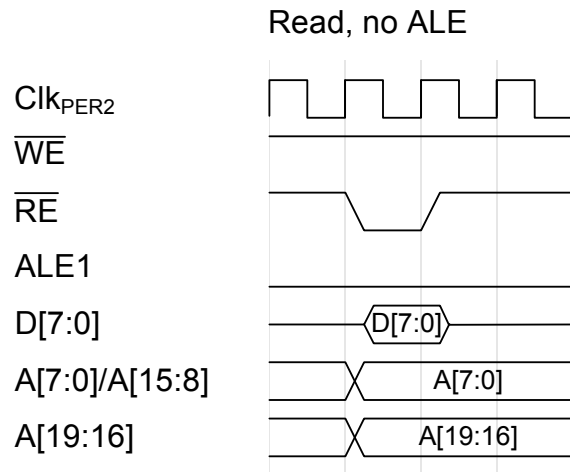 Read, no ALE
ClkPER2
WE
RE
ALE1
D[7:0] D[7:0]
A[7:0]/A[15:8] A[7:0]
A[19:16] A[19:16]